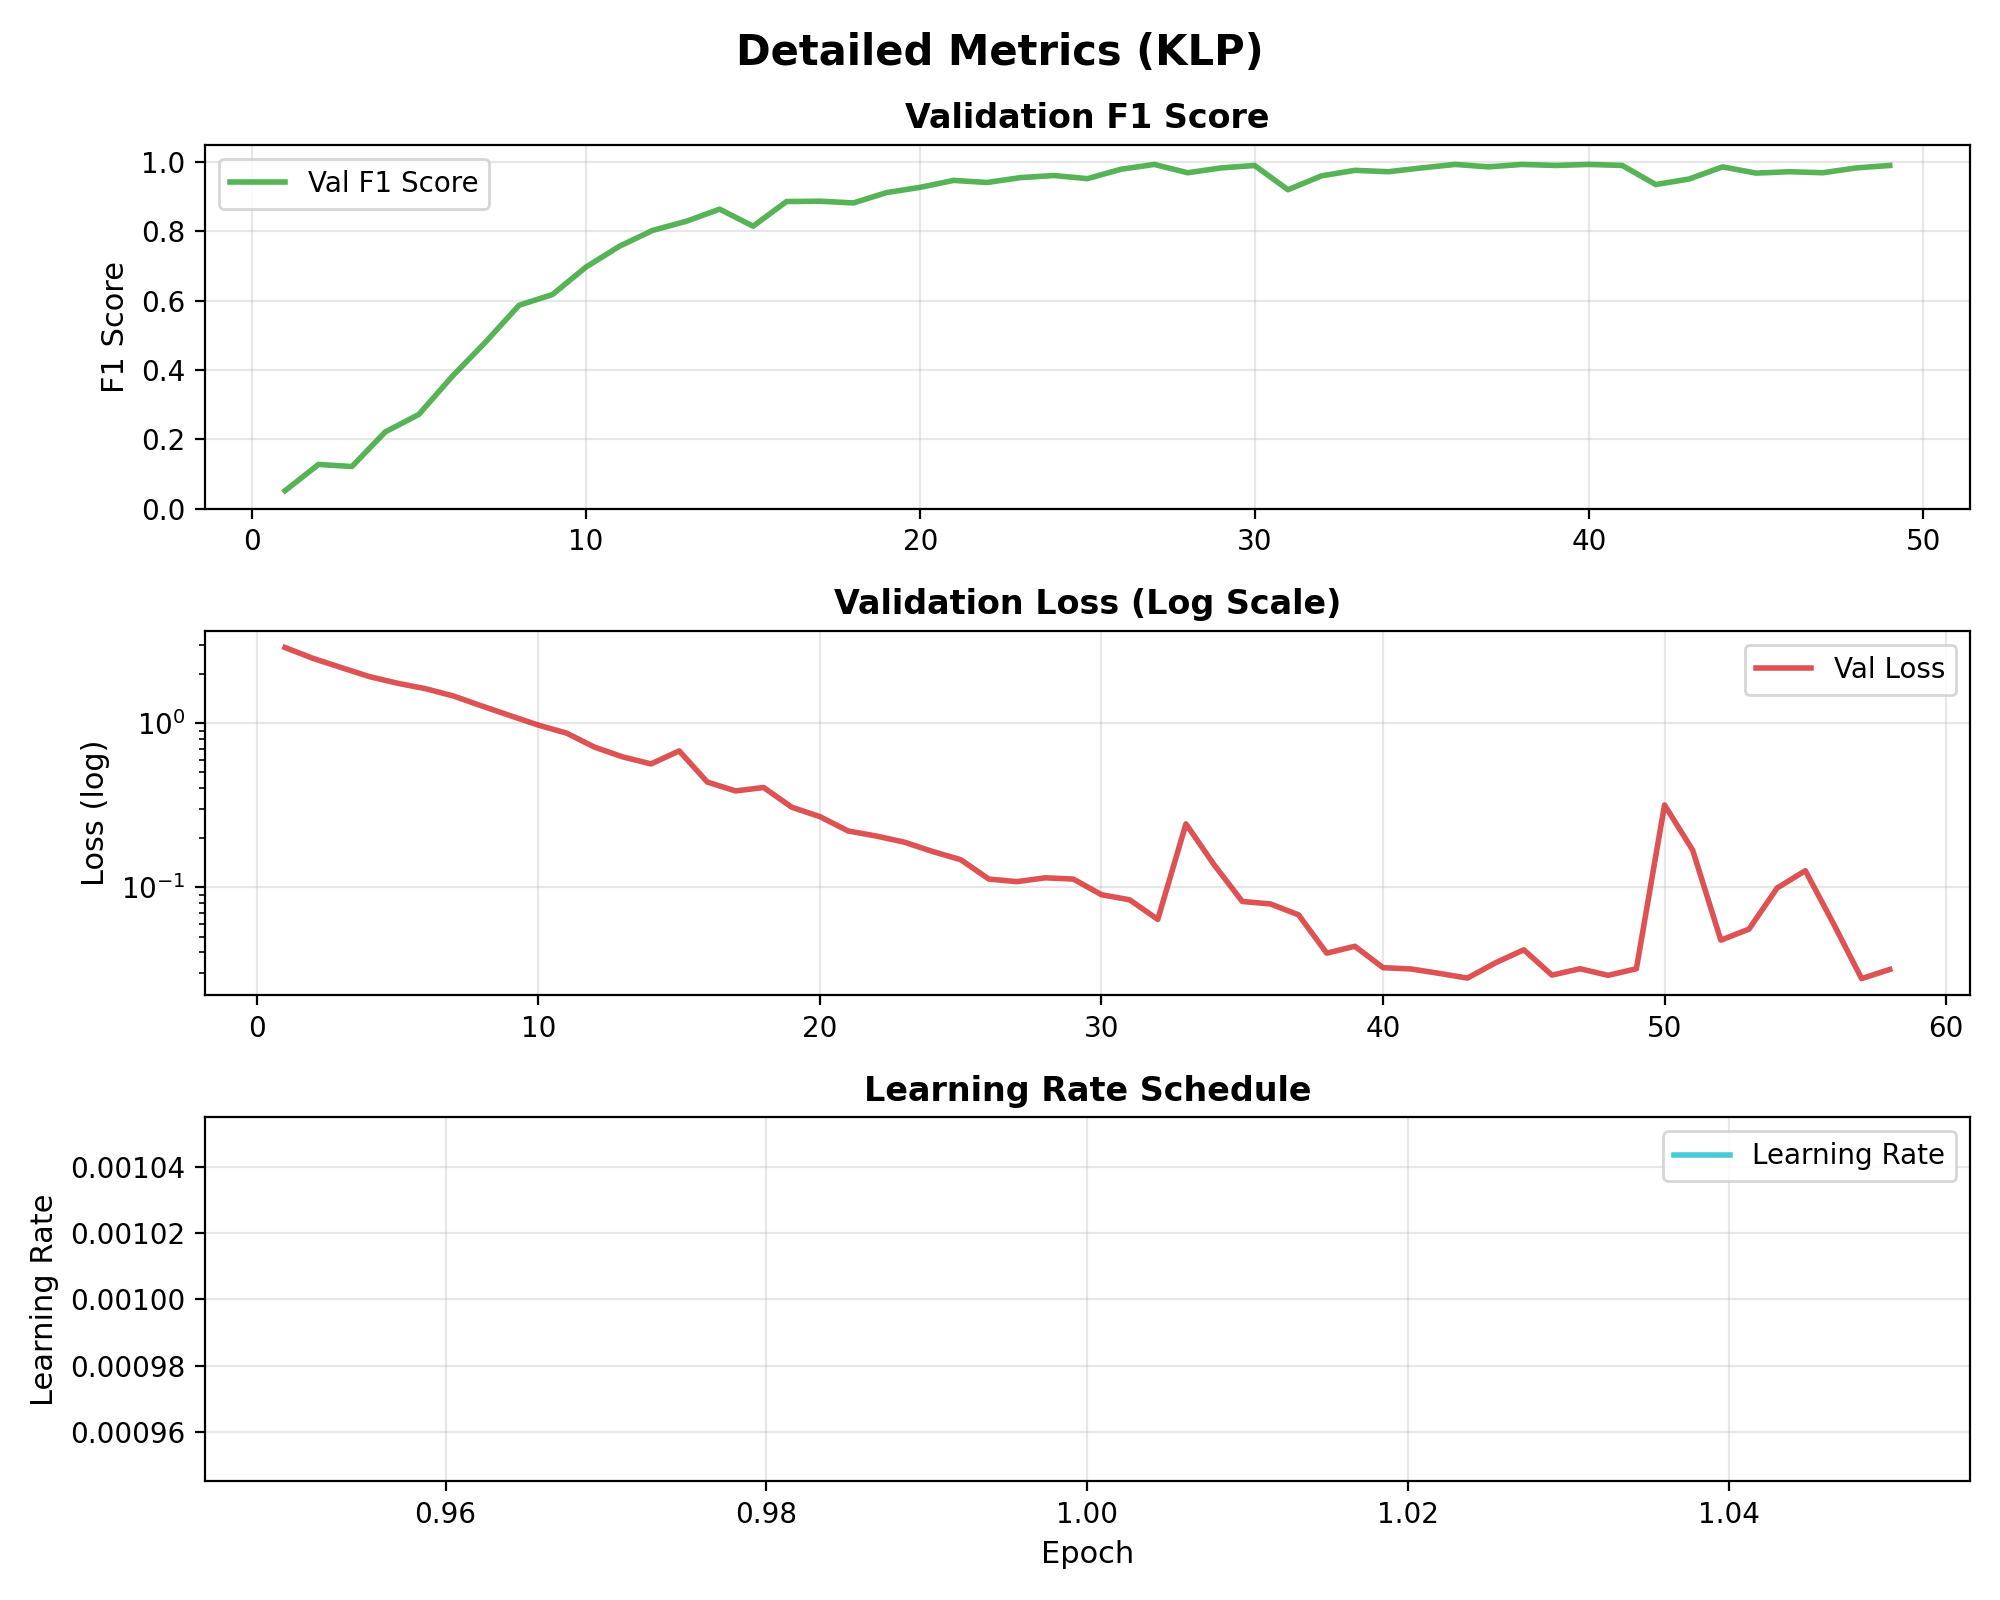 Detailed Metrics (KLP)
Validation F1 Score
Val F1 Score
F1 Score
1.0
0.8
0.6
0.4
0.2
0.0
0 10 20 30 40 50
Validation Loss (Log Scale)
Val Loss
Loss (log)
10⁰
10⁻¹
0 10 20 30 40 50 60
Learning Rate Schedule
Learning Rate
Learning Rate
0.00104
0.00102
0.00100
0.00098
0.00096
0.96 0.98 1.00 1.02 1.04
Epoch